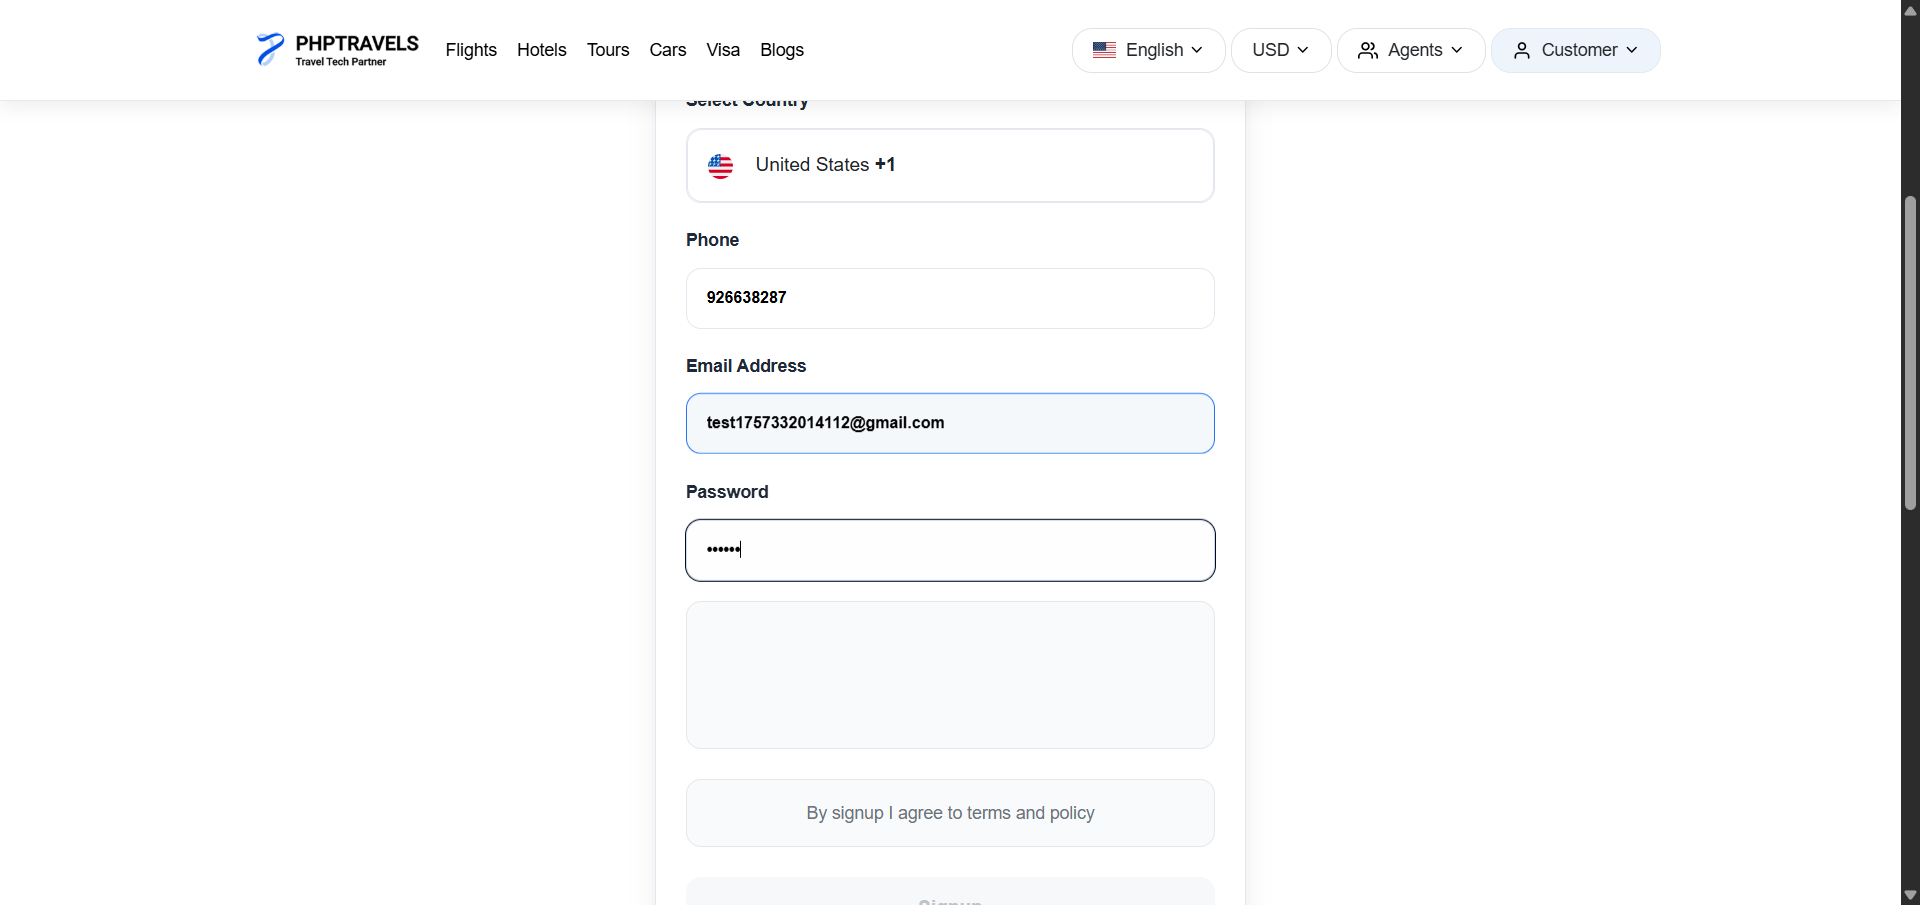 PHPTRAVELS
Travel Tech Partner
Flights Hotels Tours Cars Visa Blogs
English USD Agents Customer
Select Country
United States +1
Phone
926638287
Email Address
test1757332014112@gmail.com
Password
••••••
By signup I agree to terms and policy
Signup